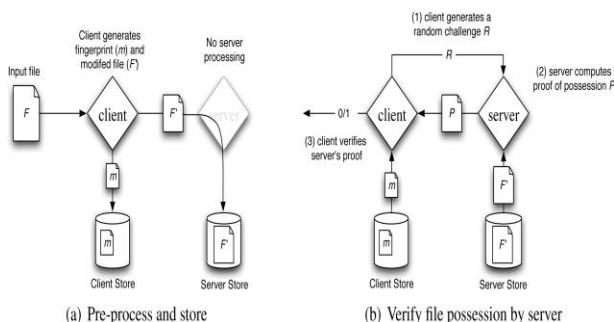 Client generates
fingerprint (m) and
modifed file (F')
No server
processing
Input file
F
client
F'
server
m
m
F'
Client Store
Server Store
(a) Pre-process and store
(1) client generates a
random challenge R
R
(2) server computes
proof of possession P
0/1
client
P
server
(3) client verifies
server's proof
m
F'
m
F'
Client Store
Server Store
(b) Verify file possession by server